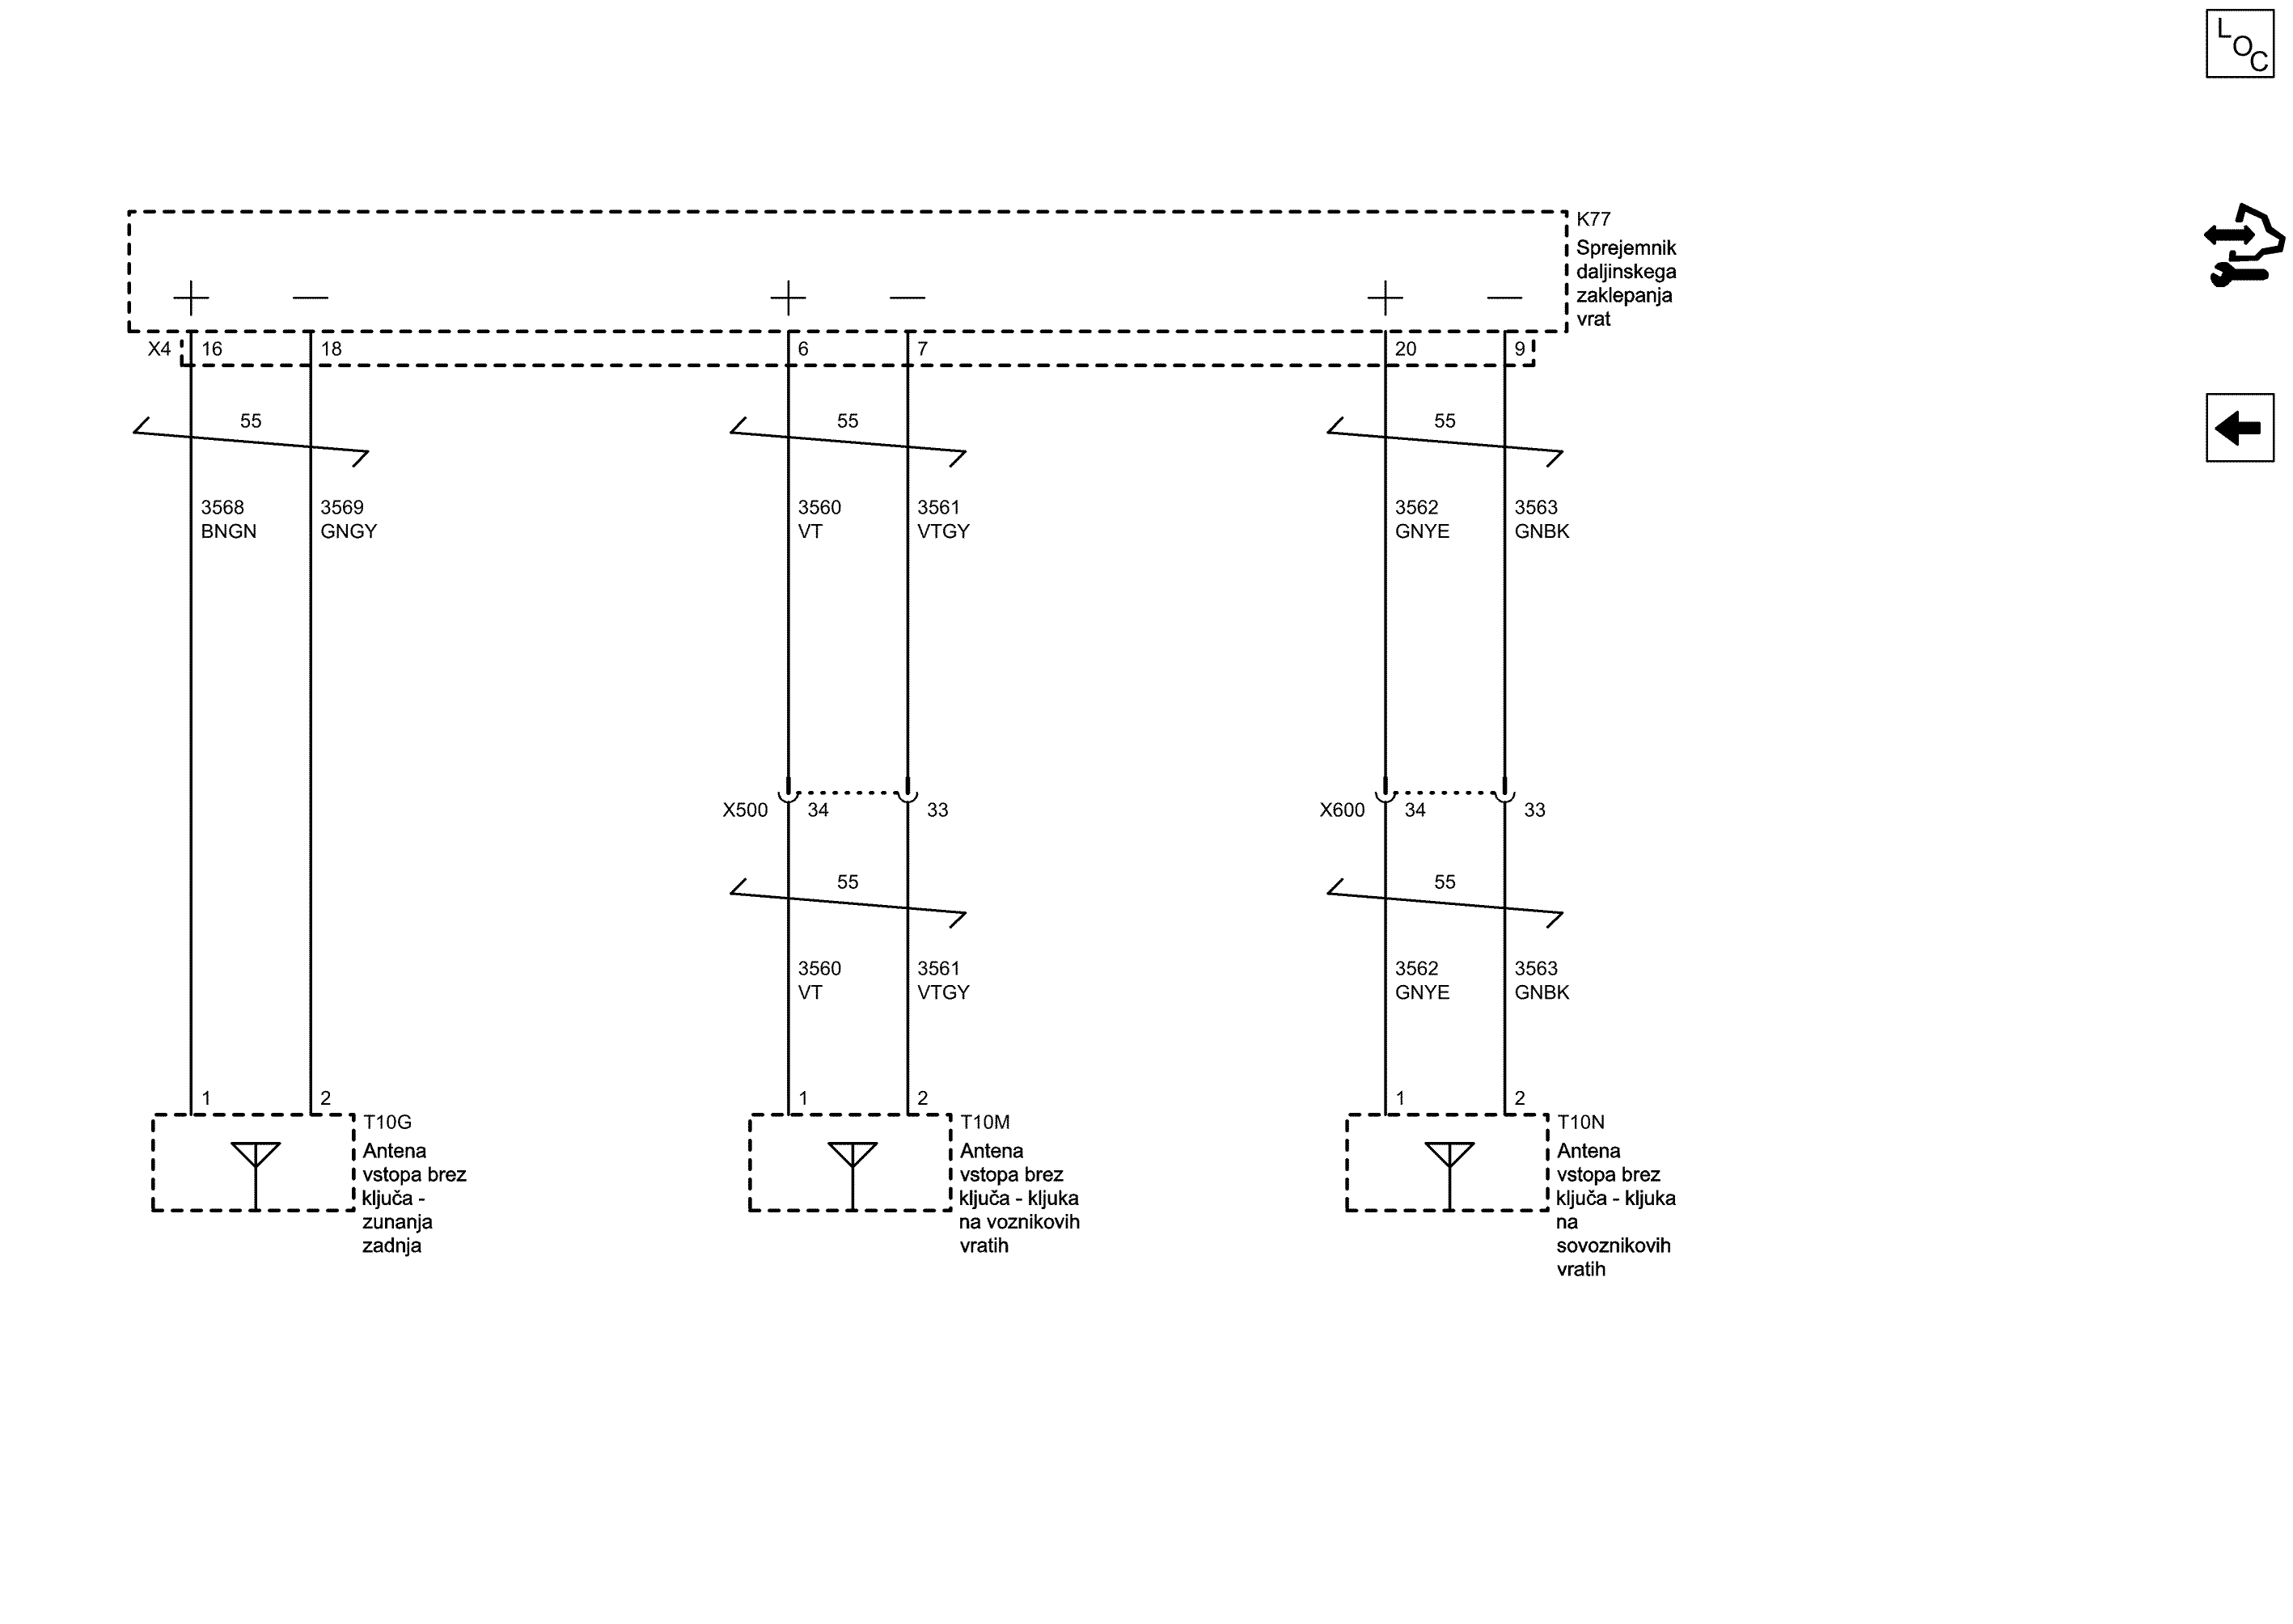 LOC
K77
Sprejemnik
daljinskega
zaklepanja
vrat
X4 16 18 6 7 20 9
55 55 55
3568 3569 3560 3561 3562 3563
BNGN GNGY VT VTGY GNYE GNBK
X500 34 33 X600 34 33
55 55
3560 3561 3562 3563
VT VTGY GNYE GNBK
1 2 1 2 1 2
T10G
Antena
vstopa brez
ključa -
zunanja
zadnja
T10M
Antena
vstopa brez
ključa - kljuka
na voznikovih
vratih
T10N
Antena
vstopa brez
ključa - kljuka
na
sovoznikovih
vratih